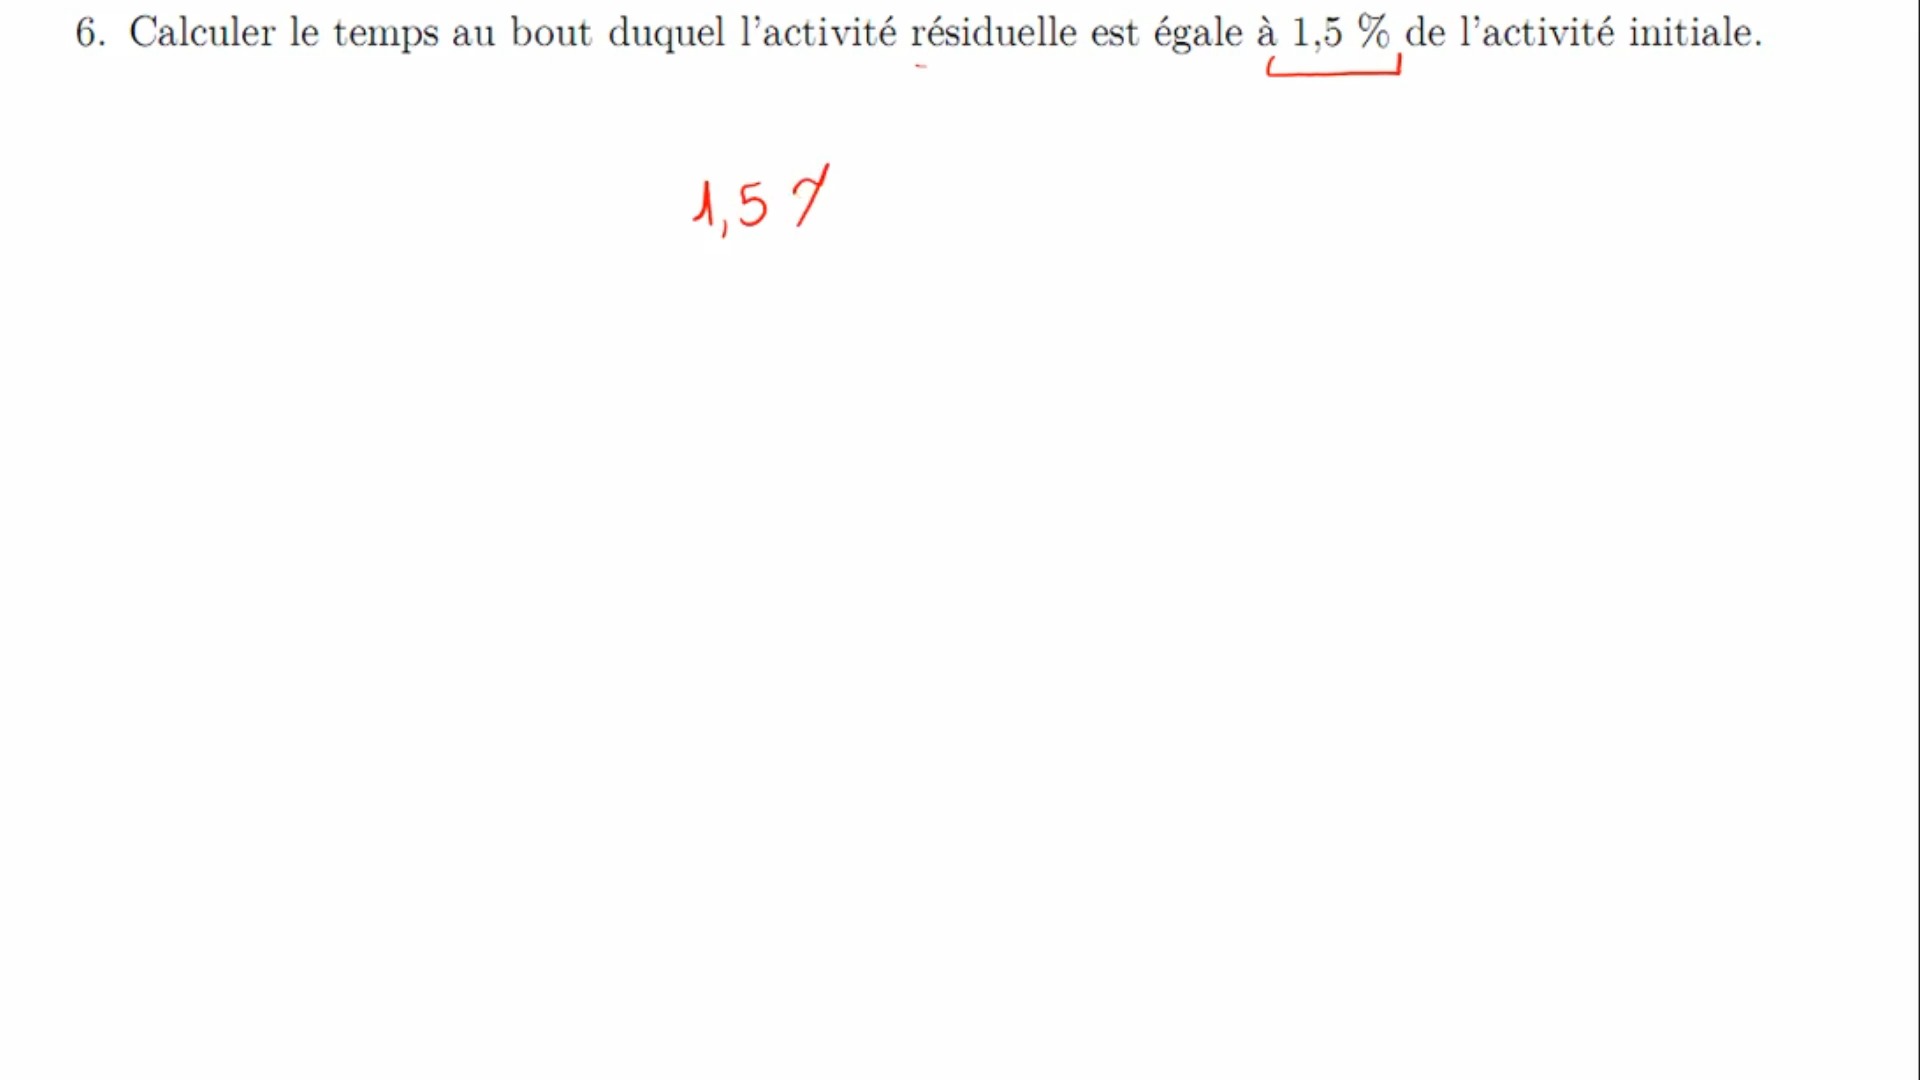 6. Calculer le temps au bout duquel l'activité résiduelle est égale à 1,5 % de l'activité initiale.
1,5 %